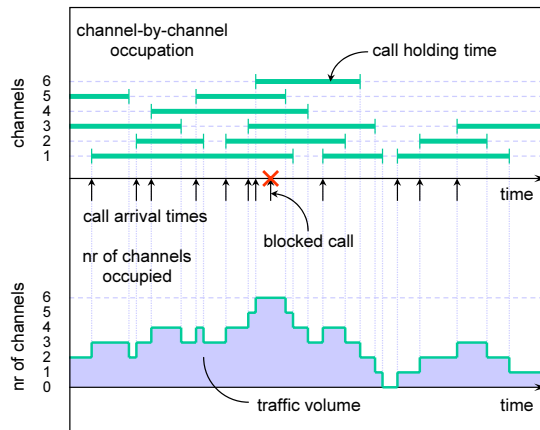 channel-by-channel
occupation
call holding time
channels
6
5
4
3
2
1
time
call arrival times
blocked call
nr of channels
occupied
nr of channels
6
5
4
3
2
1
0
time
traffic volume